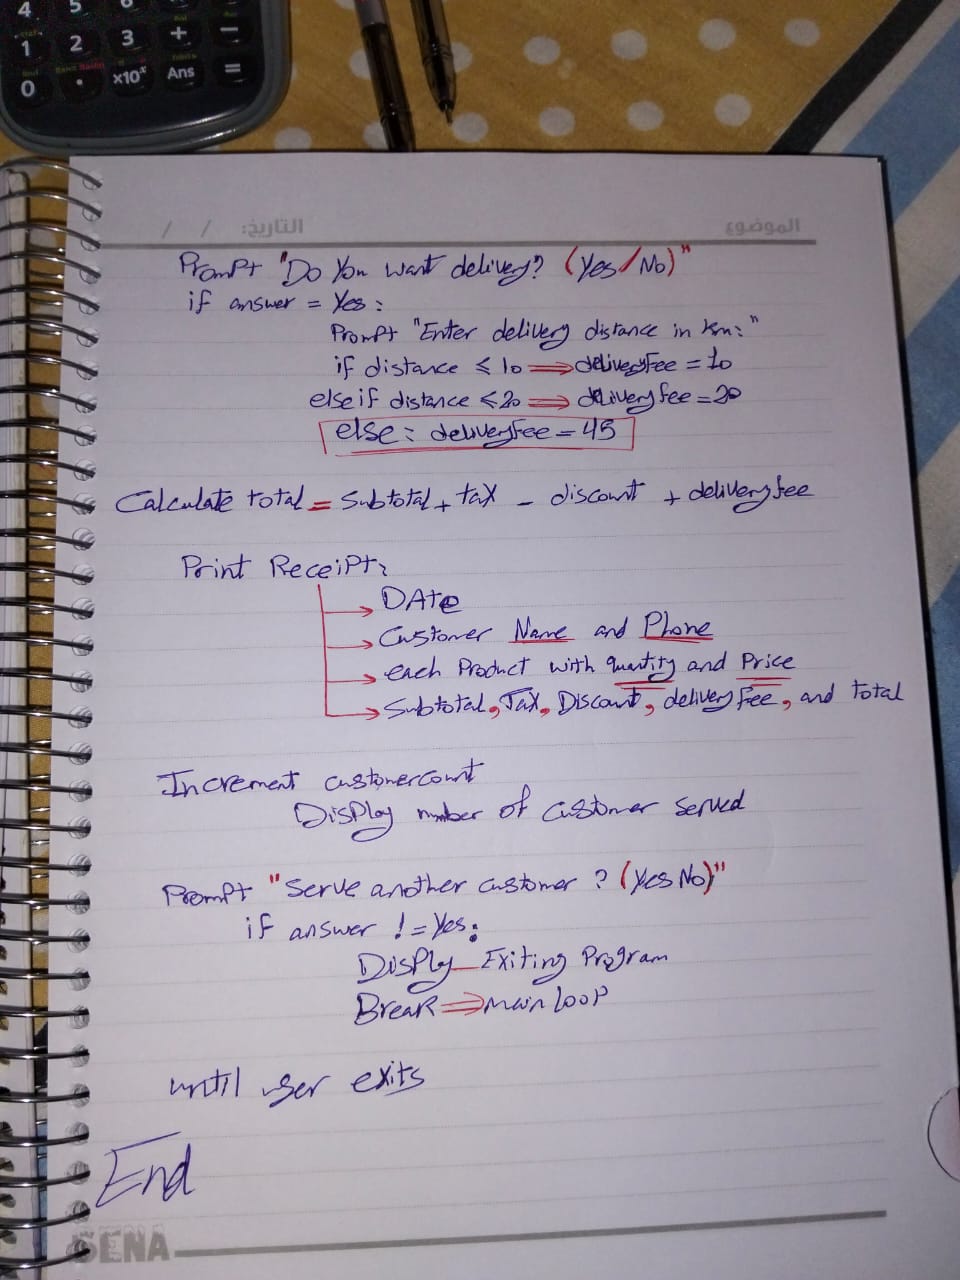 4 5 6
1 2 3 + −
0 . ×10ˣ Ans =
الموضوع التاريخ: / /
Prompt "Do You want delivery? (Yes/No)"
if answer = Yes:
Prompt "Enter delivery distance in Km:"
if distance ≤ 10 ⇒ deliveryFee = 10
else if distance ≤ 20 ⇒ deliveryfee = 20
else: deliveryFee = 45
Calculate total = Subtotal + tax - discount + deliveryfee
Print Receipt:
→ DAte
→ Customer Name and Phone
→ each Product with quantity and Price
→ Subtotal, Tax, Discount, delivery Fee, and total
Increment customercount
Display number of customer served
Prompt "Serve another customer? (Yes No)"
if answer != Yes:
Display Exiting Program
Break ⇒ main loop
until user exits
End
SENA